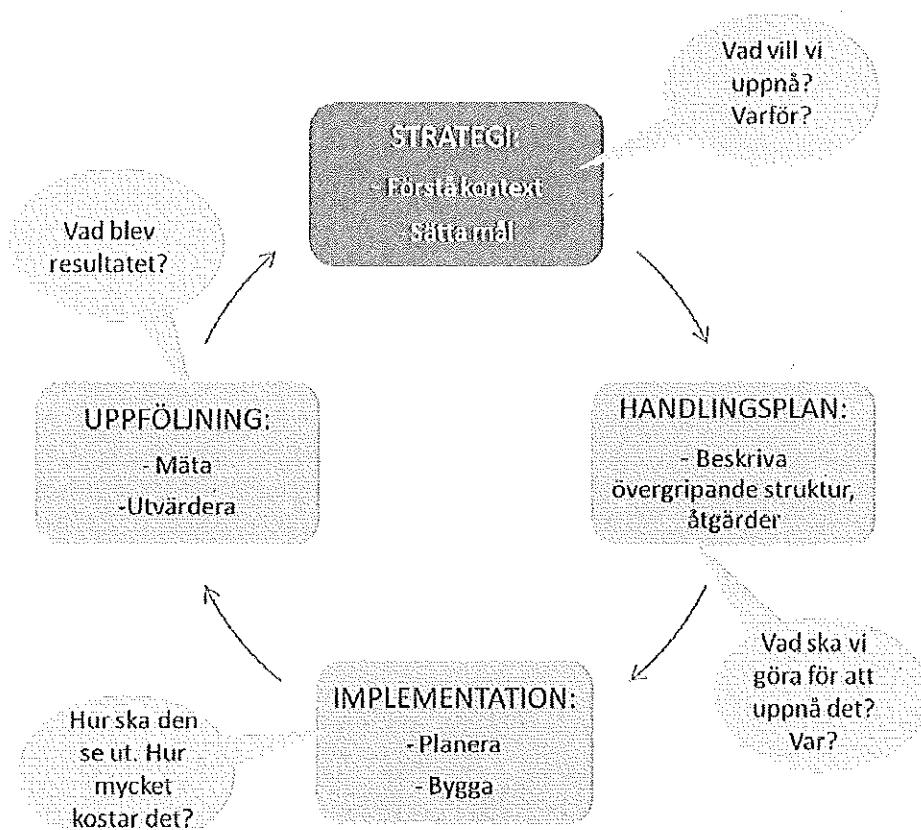 Vad vill vi
uppnå?
Varför?
STRATEGI:
- Förstå kontext
-Sätta mål
Vad blev
resultatet?
UPPFÖLJNING:
- Mäta
-Utvärdera
HANDLINGSPLAN:
- Beskriva
övergripande struktur,
åtgärder
Vad ska vi
göra för att
uppnå det?
Var?
IMPLEMENTATION:
- Planera
- Bygga
Hur ska den
se ut. Hur
mycket
kostar det?